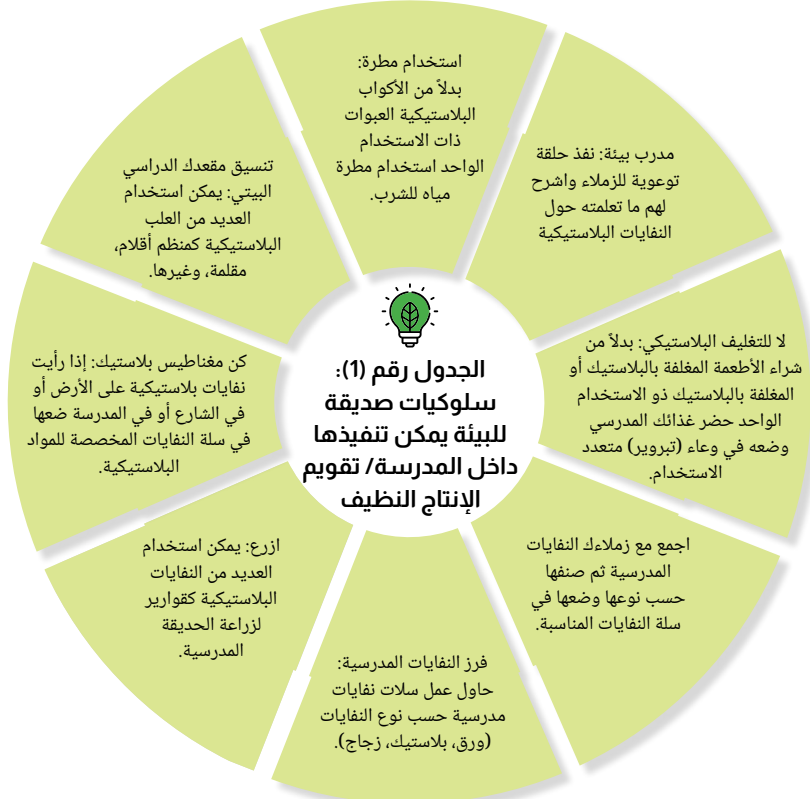 الجدول رقم (1):
سلوكيات صديقة
للبيئة يمكن تنفيذها
داخل المدرسة/ تقويم
الإنتاج النظيف
استخدام مطرة:
بدلاً من الأكواب
البلاستيكية العبوات
ذات الاستخدام
الواحد استخدام مطرة
مياه للشرب.
مدرب بيئة: نفذ حلقة
توعوية للزملاء واشرح
لهم ما تعلمته حول
النفايات البلاستيكية
لا للتغليف البلاستيكي: بدلاً من
شراء الأطعمة المغلفة بالبلاستيك أو
المغلفة بالبلاستيك ذو الاستخدام
الواحد حضر غذائك المدرسي
وضعه في وعاء (تبروير) متعدد
الاستخدام.
اجمع مع زملاءك النفايات
المدرسية ثم صنفها
حسب نوعها وضعها في
سلة النفايات المناسبة.
فرز النفايات المدرسية:
حاول عمل سلات نفايات
مدرسية حسب نوع النفايات
(ورق، بلاستيك، زجاج).
ازرع: يمكن استخدام
العديد من النفايات
البلاستيكية كقوارير
لزراعة الحديقة
المدرسية.
كن مغناطيس بلاستيك: إذا رأيت
نفايات بلاستيكية على الأرض أو
في الشارع أو في المدرسة ضعها
في سلة النفايات المخصصة للمواد
البلاستيكية.
تنسيق مقعدك الدراسي
البيتي: يمكن استخدام
العديد من العلب
البلاستيكية كمنظم أقلام،
مقلمة، وغيرها.